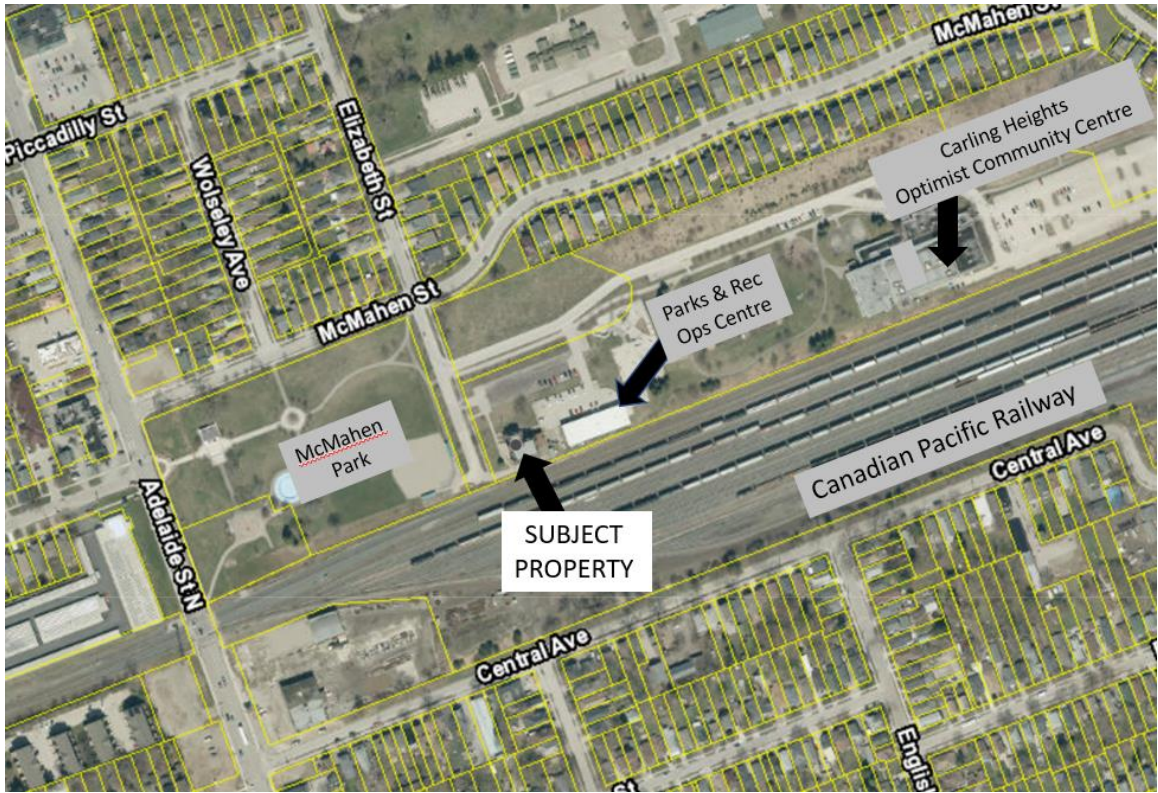 McMahen St
Piccadilly St
Elizabeth St
Wolseley Ave
Carling Heights
Optimist Community Centre
McMahen St
Parks & Rec
Ops Centre
McMahen
Park
Canadian Pacific Railway
Central Ave
Adelaide St N
SUBJECT
PROPERTY
Central Ave
English
St